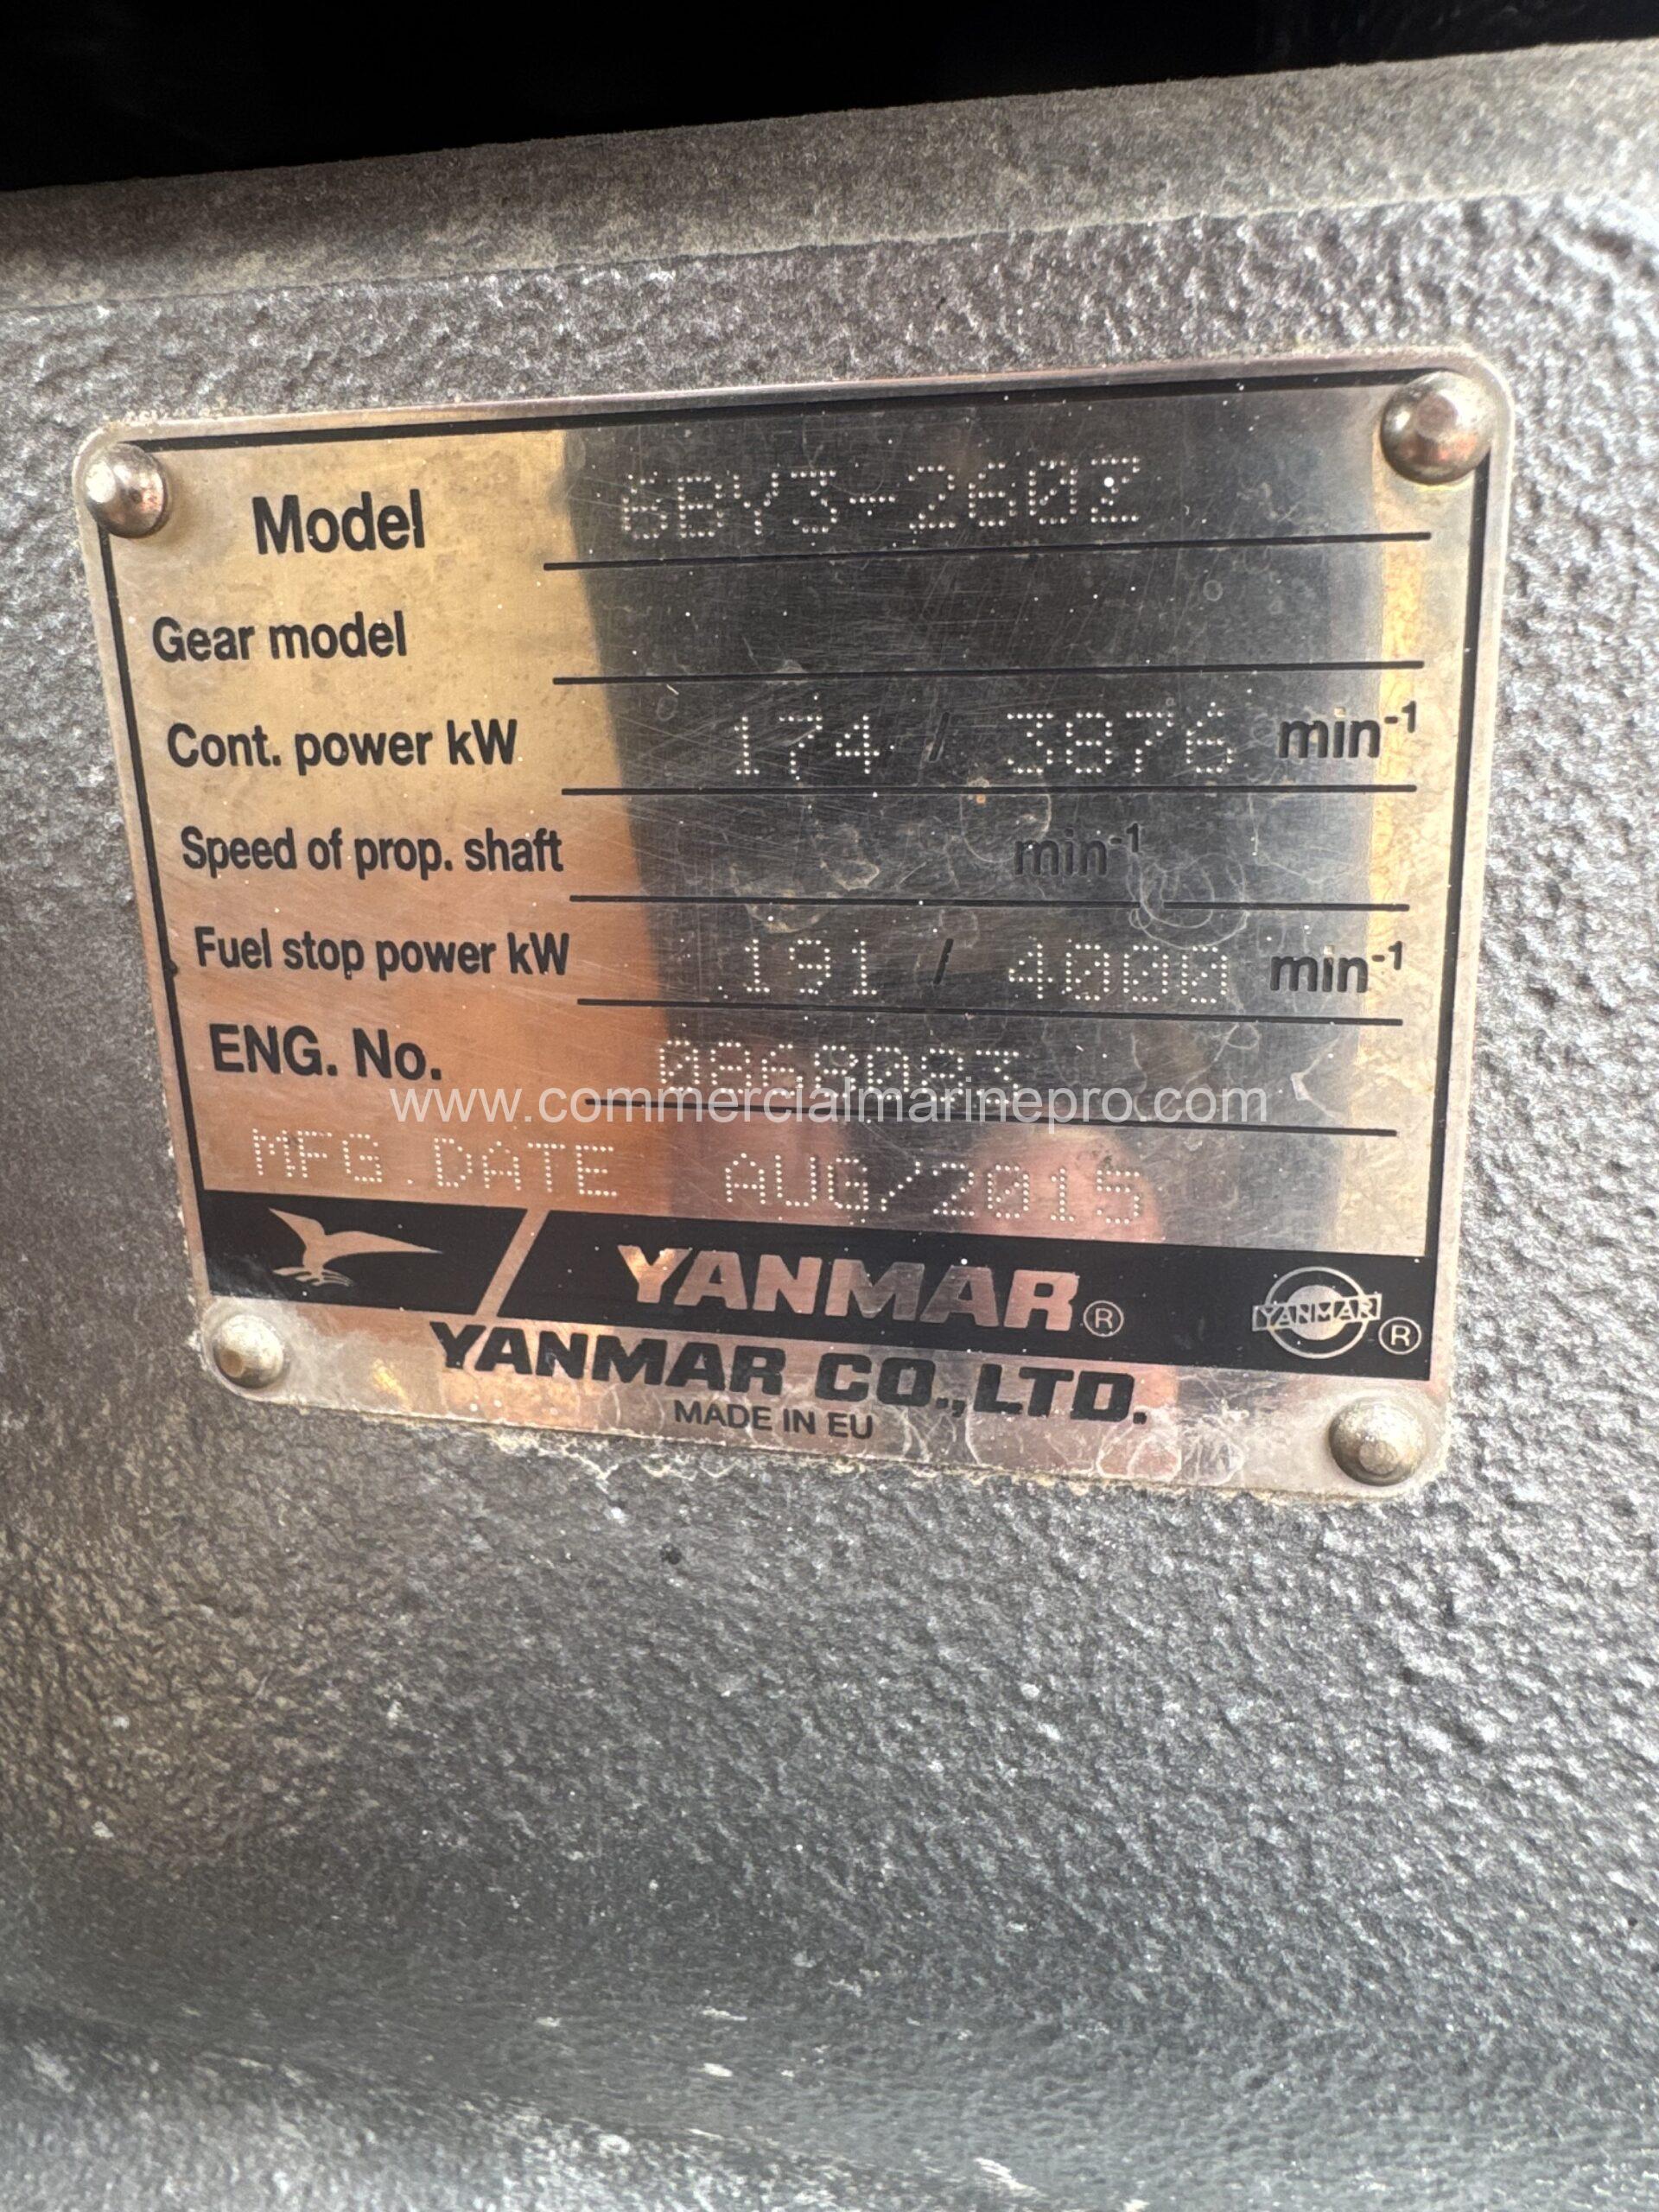 Model 6BY3-260Z
Gear model
Cont. power kW 174 / 3876 min-1
Speed of prop. shaft min-1
Fuel stop power kW 191 / 4000 min-1
ENG. No. 0868083
www.commercialmarinepro.com
MFG.DATE AUG/2015
YANMAR® YANMAR ®
YANMAR CO.,LTD.
MADE IN EU